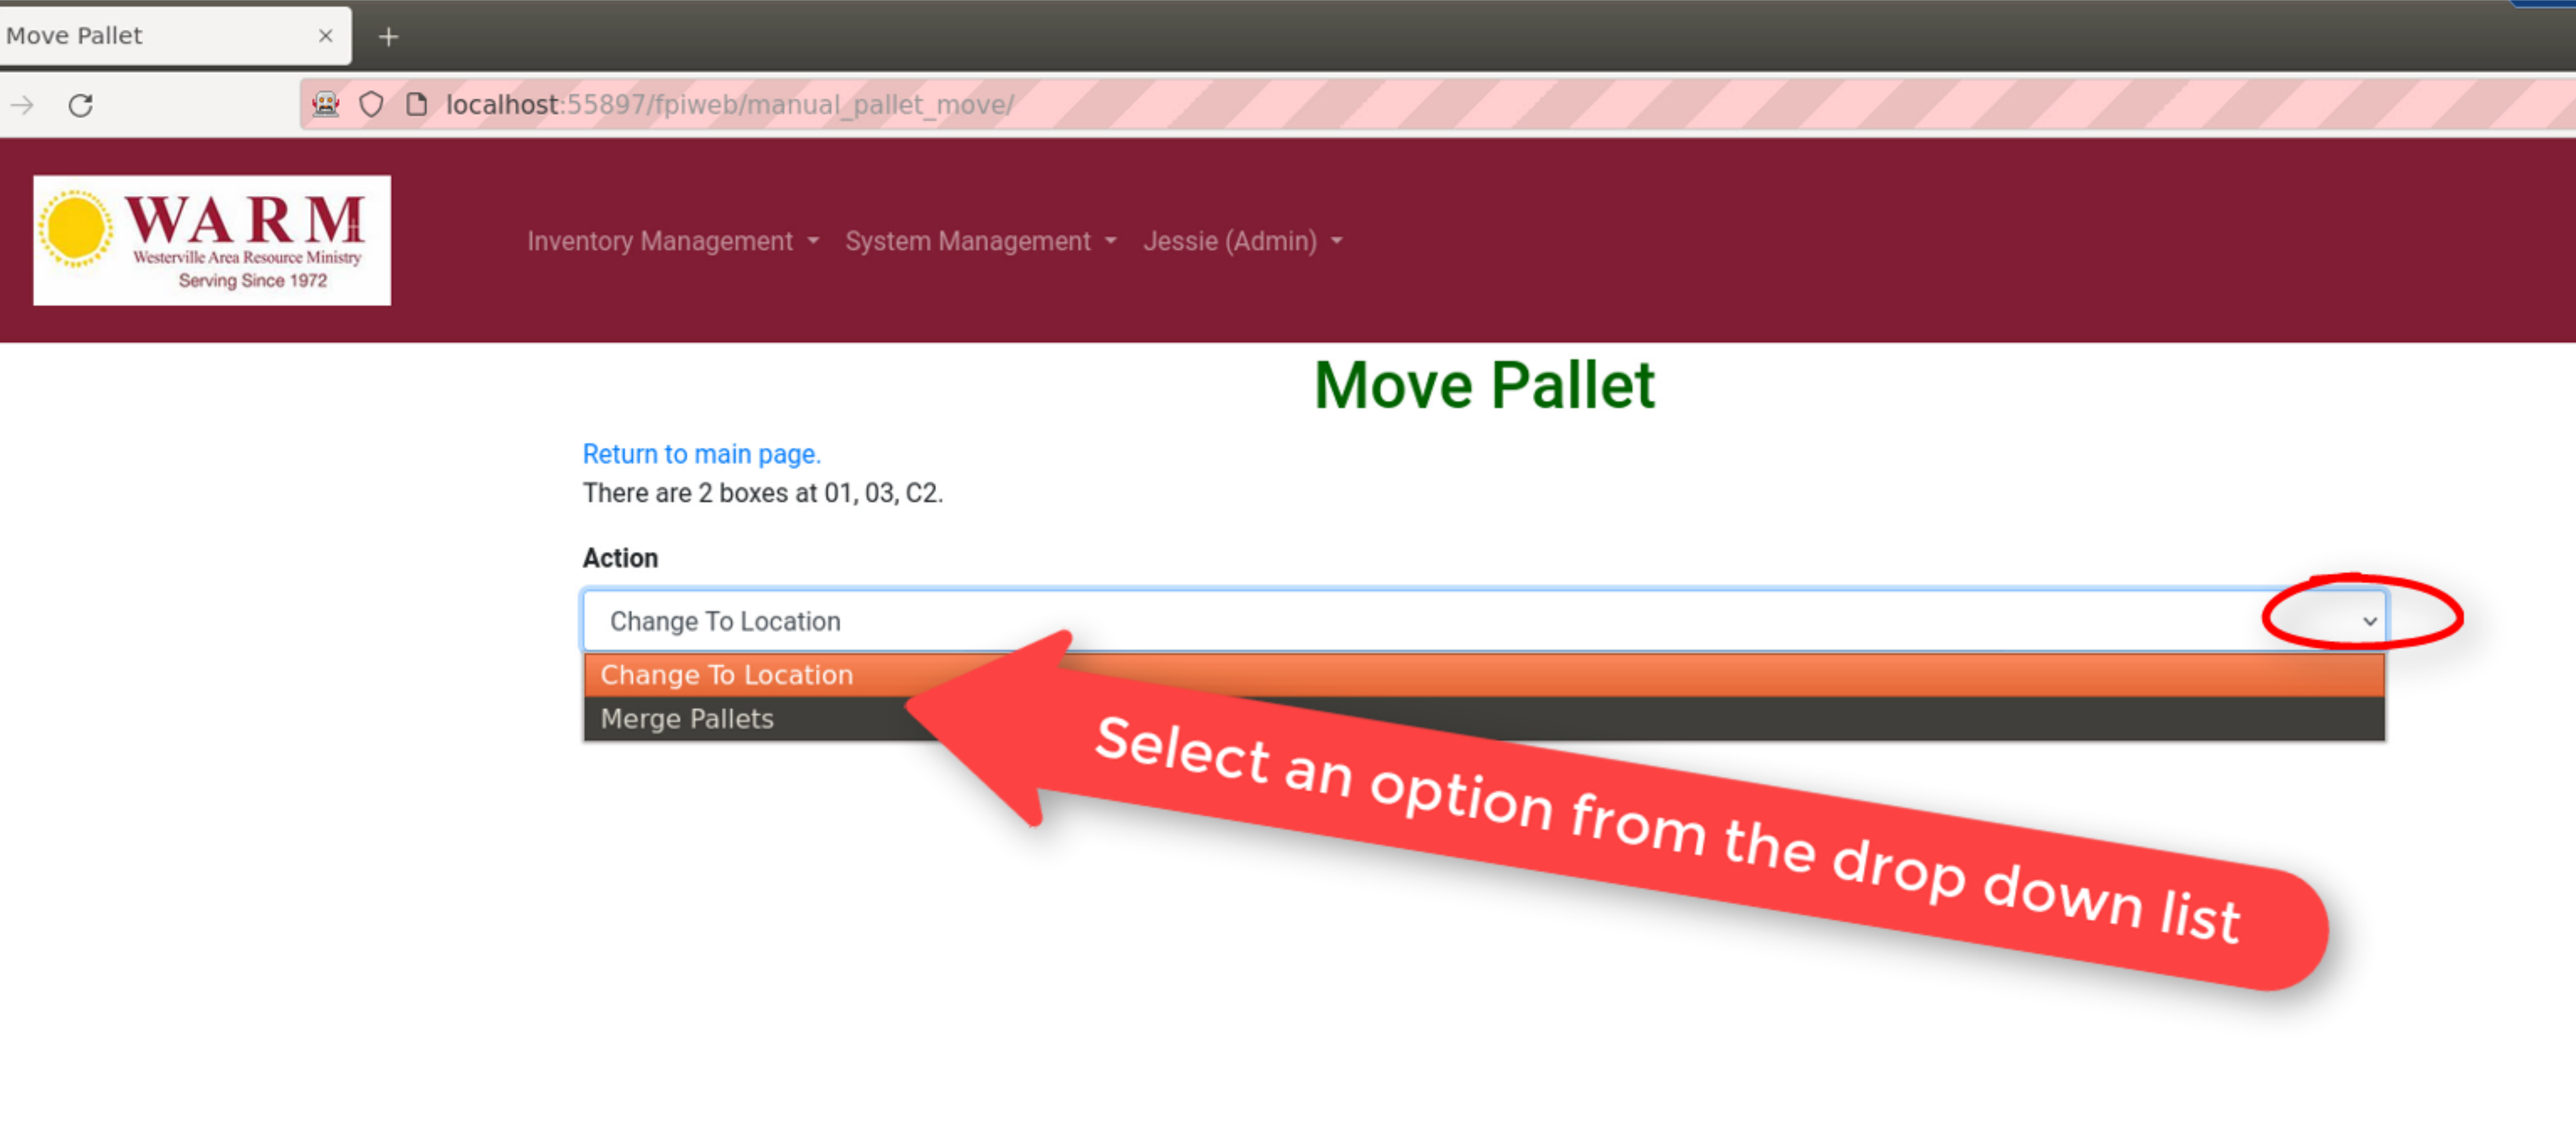 Move Pallet
localhost:55897/fpiweb/manual_pallet_move/
WARM
Westerville Area Resource Ministry
Serving Since 1972
Inventory Management
System Management
Jessie (Admin)
Move Pallet
Return to main page.
There are 2 boxes at 01, 03, C2.
Action
Change To Location
Change To Location
Merge Pallets
Select an option from the drop down list